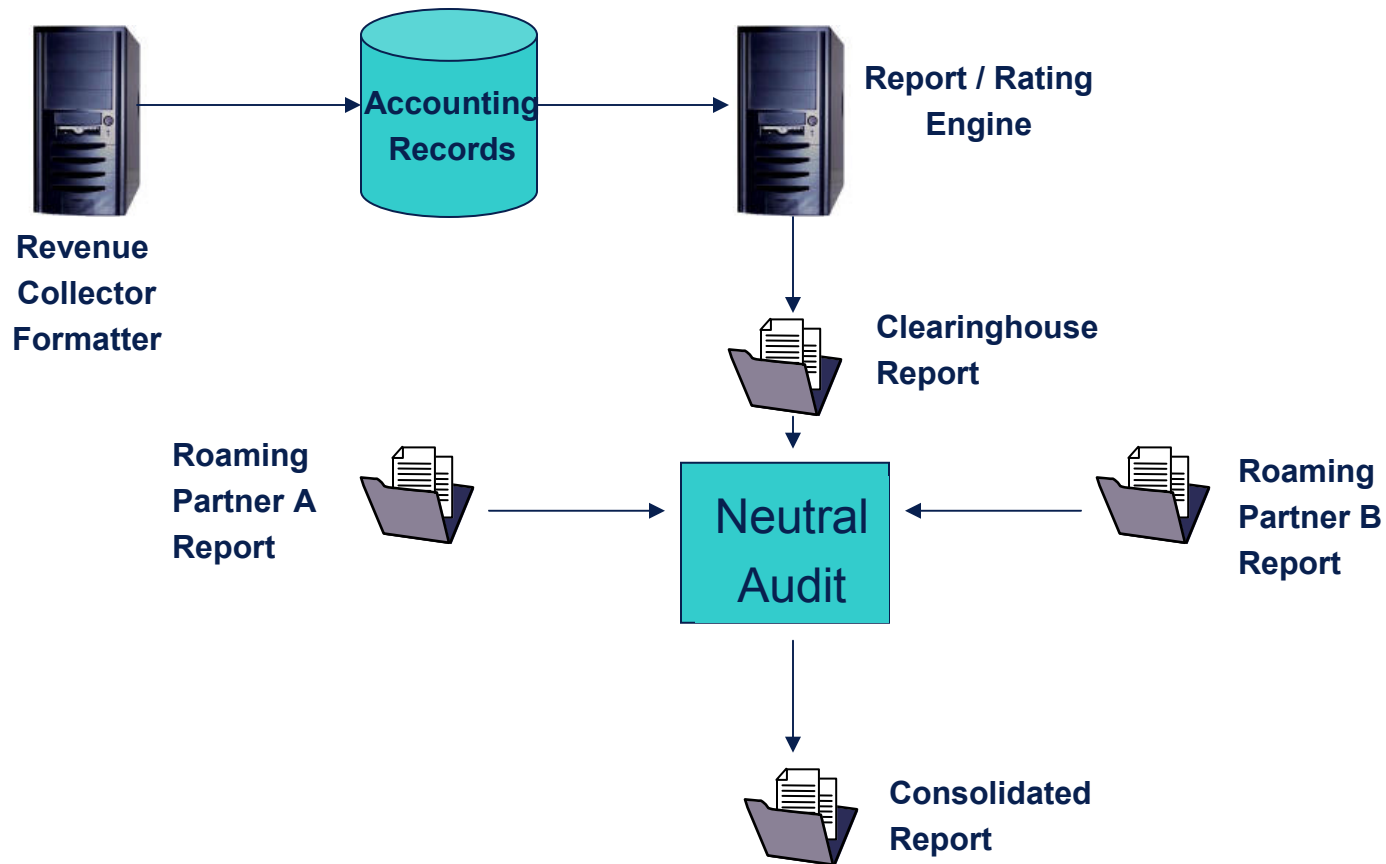 Accounting
Records
Report / Rating
Engine
Revenue
Collector
Formatter
Clearinghouse
Report
Roaming
Partner A
Report
Neutral
Audit
Roaming
Partner B
Report
Consolidated
Report